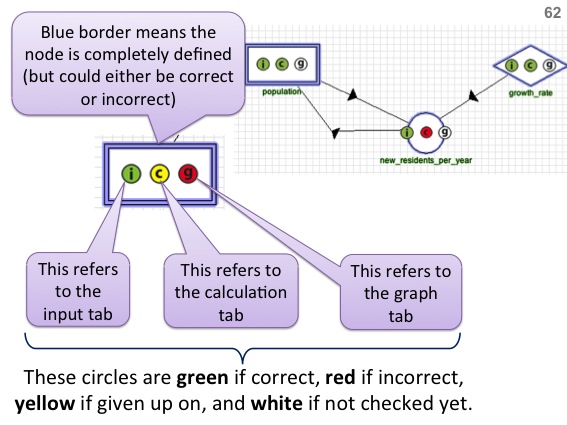 62
Blue border means the
node is completely defined
(but could either be correct
or incorrect)
i c g
population
i c g
growth_rate
i c g
new_residents_per_year
i c g
This refers
to the
input tab
This refers to
the calculation
tab
This refers to
the graph
tab
These circles are green if correct, red if incorrect,
yellow if given up on, and white if not checked yet.